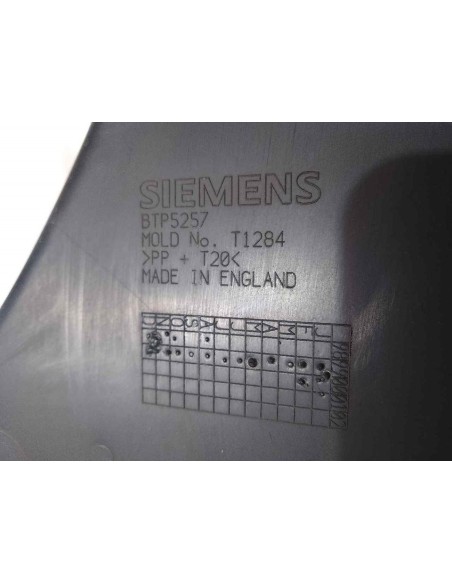 SIEMENS
BTP5257
MOLD No. T1284
>PP + T20<
MADE IN ENGLAND
J F M A M J J A S O N D